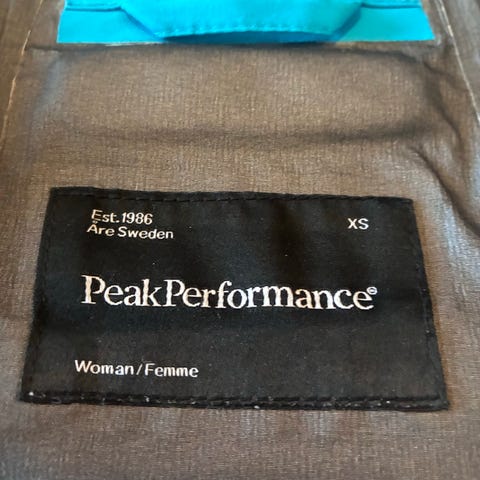 Est.1986
XS
Åre Sweden
PeakPerformance®
Woman/Femme